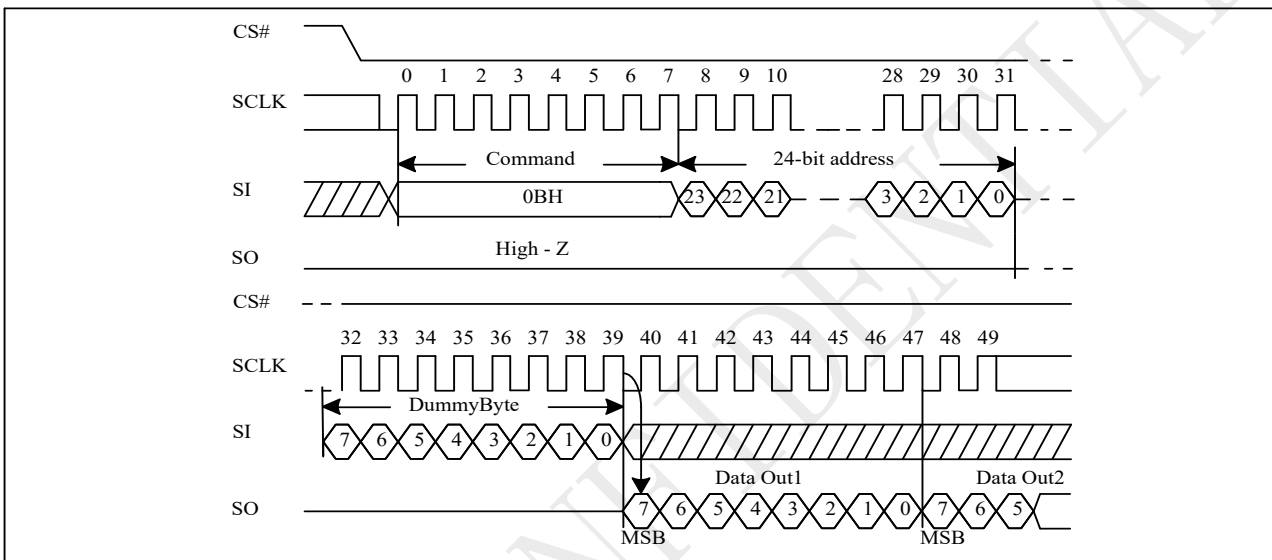 CS#
0 1 2 3 4 5 6 7 8 9 10 28 29 30 31
SCLK
Command 24-bit address
SI 0BH 23 22 21 3 2 1 0
High - Z
SO
CS#
32 33 34 35 36 37 38 39 40 41 42 43 44 45 46 47 48 49
SCLK
DummyByte
SI 7 6 5 4 3 2 1 0
Data Out1 Data Out2
SO 7 6 5 4 3 2 1 0 7 6 5
MSB MSB
NFIDENTIA